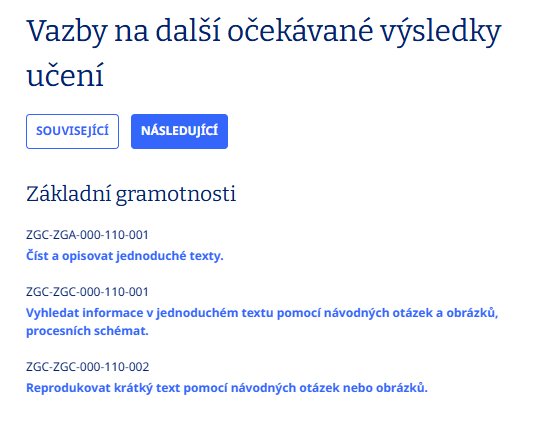 Vazby na další očekávané výsledky
učení
SOUVISEJÍCÍ
NÁSLEDUJÍCÍ
Základní gramotnosti
ZGC-ZGA-000-110-001
Číst a opisovat jednoduché texty.
ZGC-ZGC-000-110-001
Vyhledat informace v jednoduchém textu pomocí návodných otázek a obrázků,
procesních schémat.
ZGC-ZGC-000-110-002
Reprodukovat krátký text pomocí návodných otázek nebo obrázků.